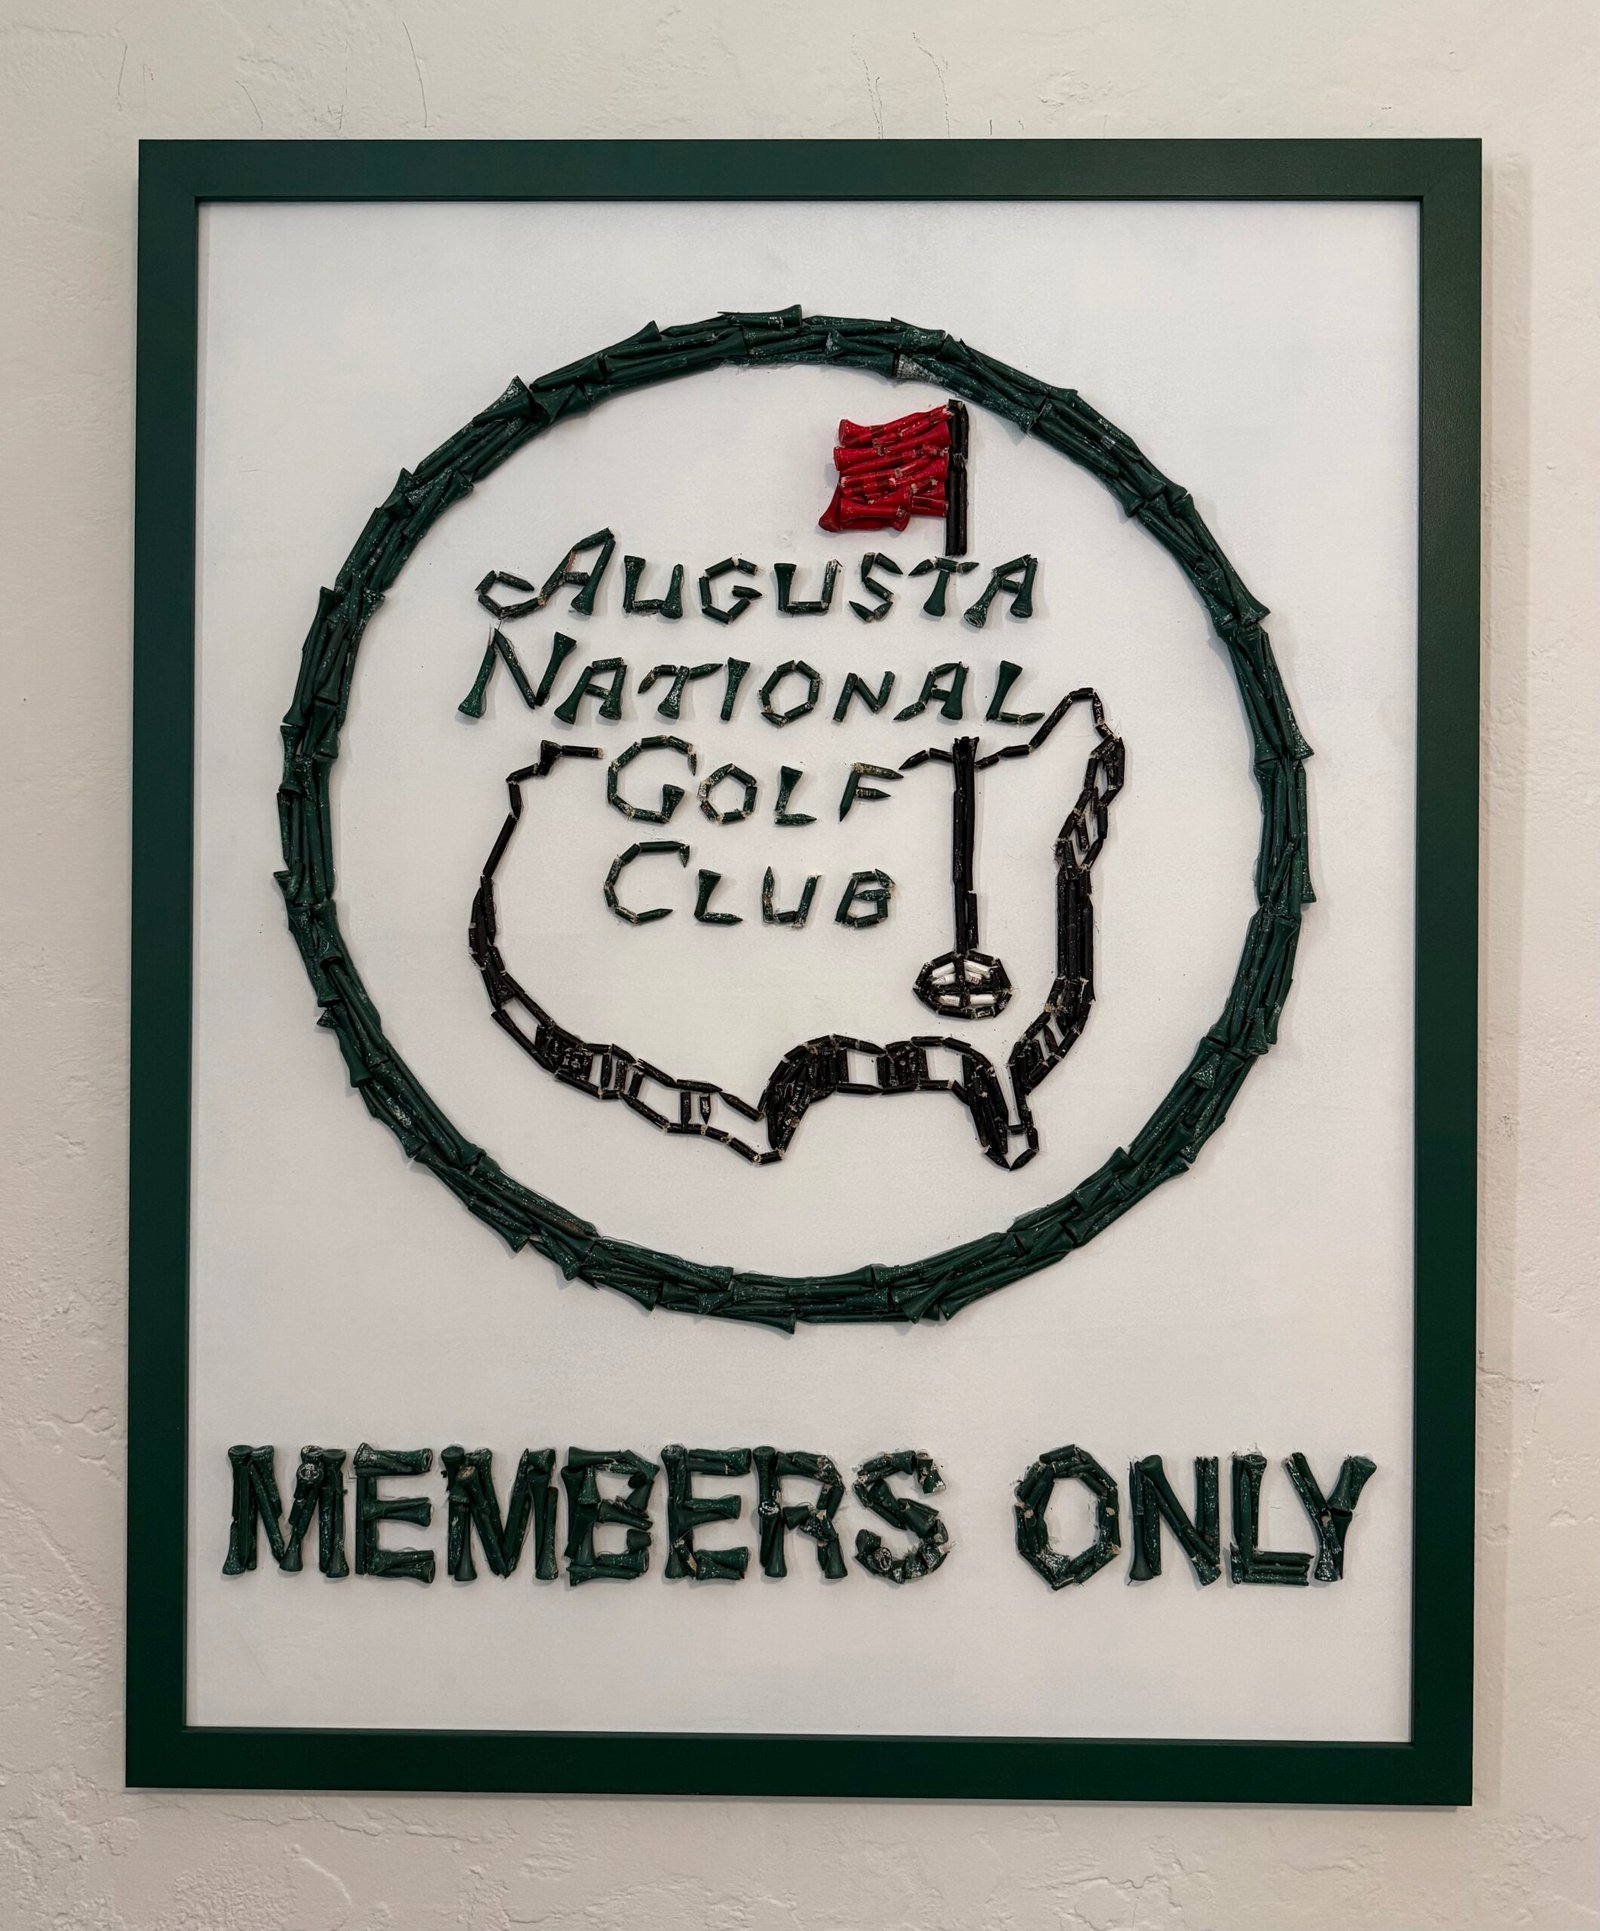 AUGUSTA
NATIONAL
GOLF
CLUB
MEMBERS ONLY